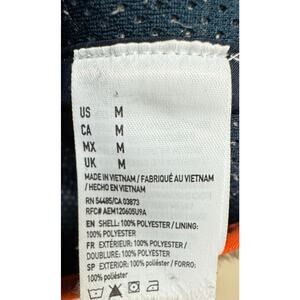 US M
CA M
MX M
UK M
MADE IN VIETNAM / FABRIQUÉ AU VIETNAM
/ HECHO EN VIETNAM
RN 54485/CA 03873
RFC# AEM120605U9A
EN SHELL: 100% POLYESTER / LINING:
100% POLYESTER
FR EXTÉRIEUR: 100% POLYESTER /
DOUBLURE: 100% POLYESTER
SP EXTERIOR: 100% POLIÉSTER / FORRO:
100% poliéster